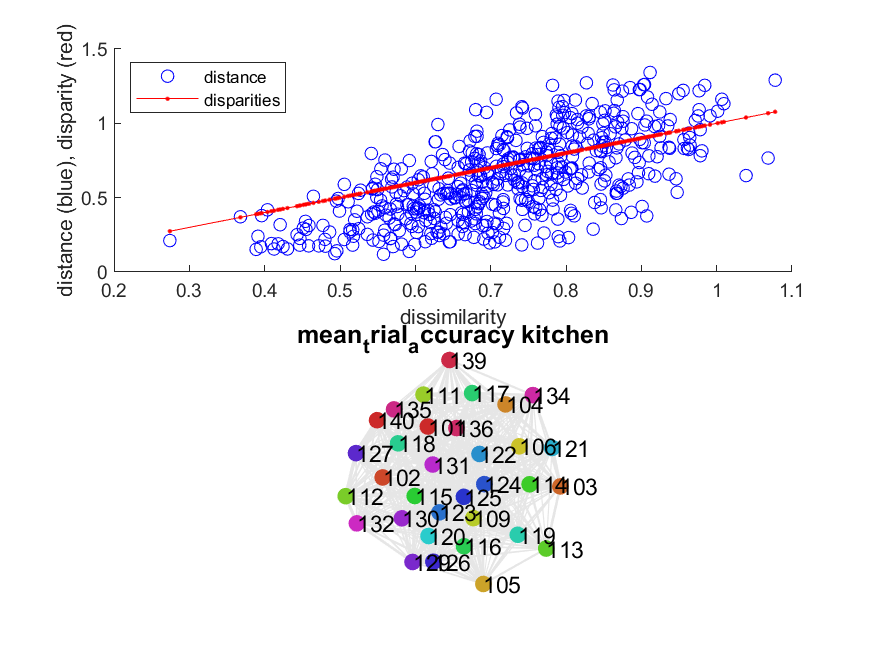 distance (blue), disparity (red)
1.5
1
0.5
0
distance
disparities
0.2 0.3 0.4 0.5 0.6 0.7 0.8 0.9 1 1.1
dissimilarity
mean_trial_accuracy kitchen
139
111 117 134
104
135
140 101 136
118 106 121
127 122
131
102 124 114 103
112 115 125
123
132 130 109
120 119
116 113
129 126
105